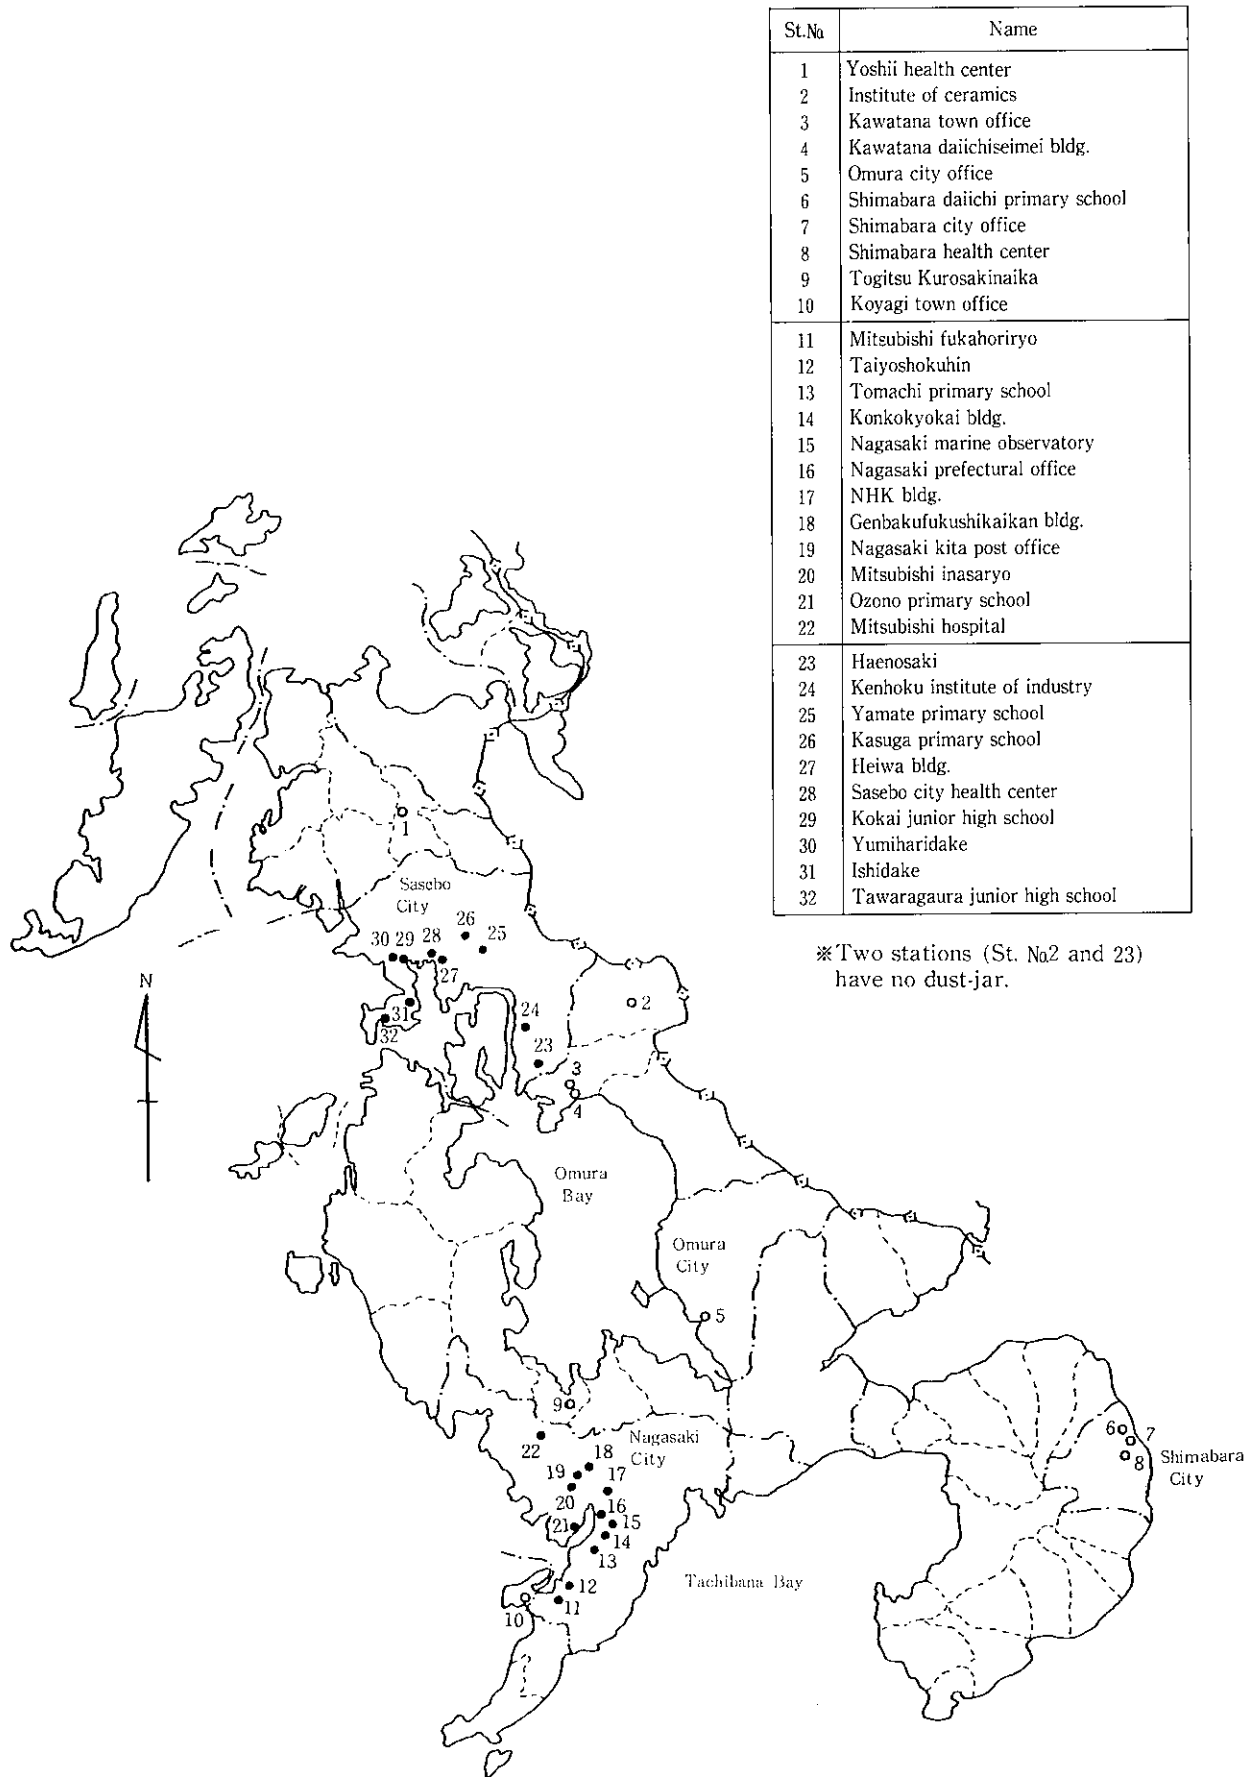 St.No Name
1 Yoshii health center
2 Institute of ceramics
3 Kawatana town office
4 Kawatana daiichiseimei bldg.
5 Omura city office
6 Shimabara daiichi primary school
7 Shimabara city office
8 Shimabara health center
9 Togitsu Kurosakinaika
10 Koyagi town office
11 Mitsubishi fukahoriryo
12 Taiyoshokuhin
13 Tomachi primary school
14 Konkokyokai bldg.
15 Nagasaki marine observatory
16 Nagasaki prefectural office
17 NHK bldg.
18 Genbakufukushikaikan bldg.
19 Nagasaki kita post office
20 Mitsubishi inasaryo
21 Ozono primary school
22 Mitsubishi hospital
23 Haenosaki
24 Kenhoku institute of industry
25 Yamate primary school
26 Kasuga primary school
27 Heiwa bldg.
28 Sasebo city health center
29 Kokai junior high school
30 Yumiharidake
31 Ishidake
32 Tawaragaura junior high school
※Two stations (St. No2 and 23)
have no dust-jar.
1
Sasebo
City
26
30 29 28 25
27
N
2
31
32
24
23
3
4
Omura
Bay
Omura
City
5
9
22
Nagasaki
City
6
7
8
Shimabara
City
18
19
17
20
16
21
15
14
13
12
11
10
Tachibana Bay